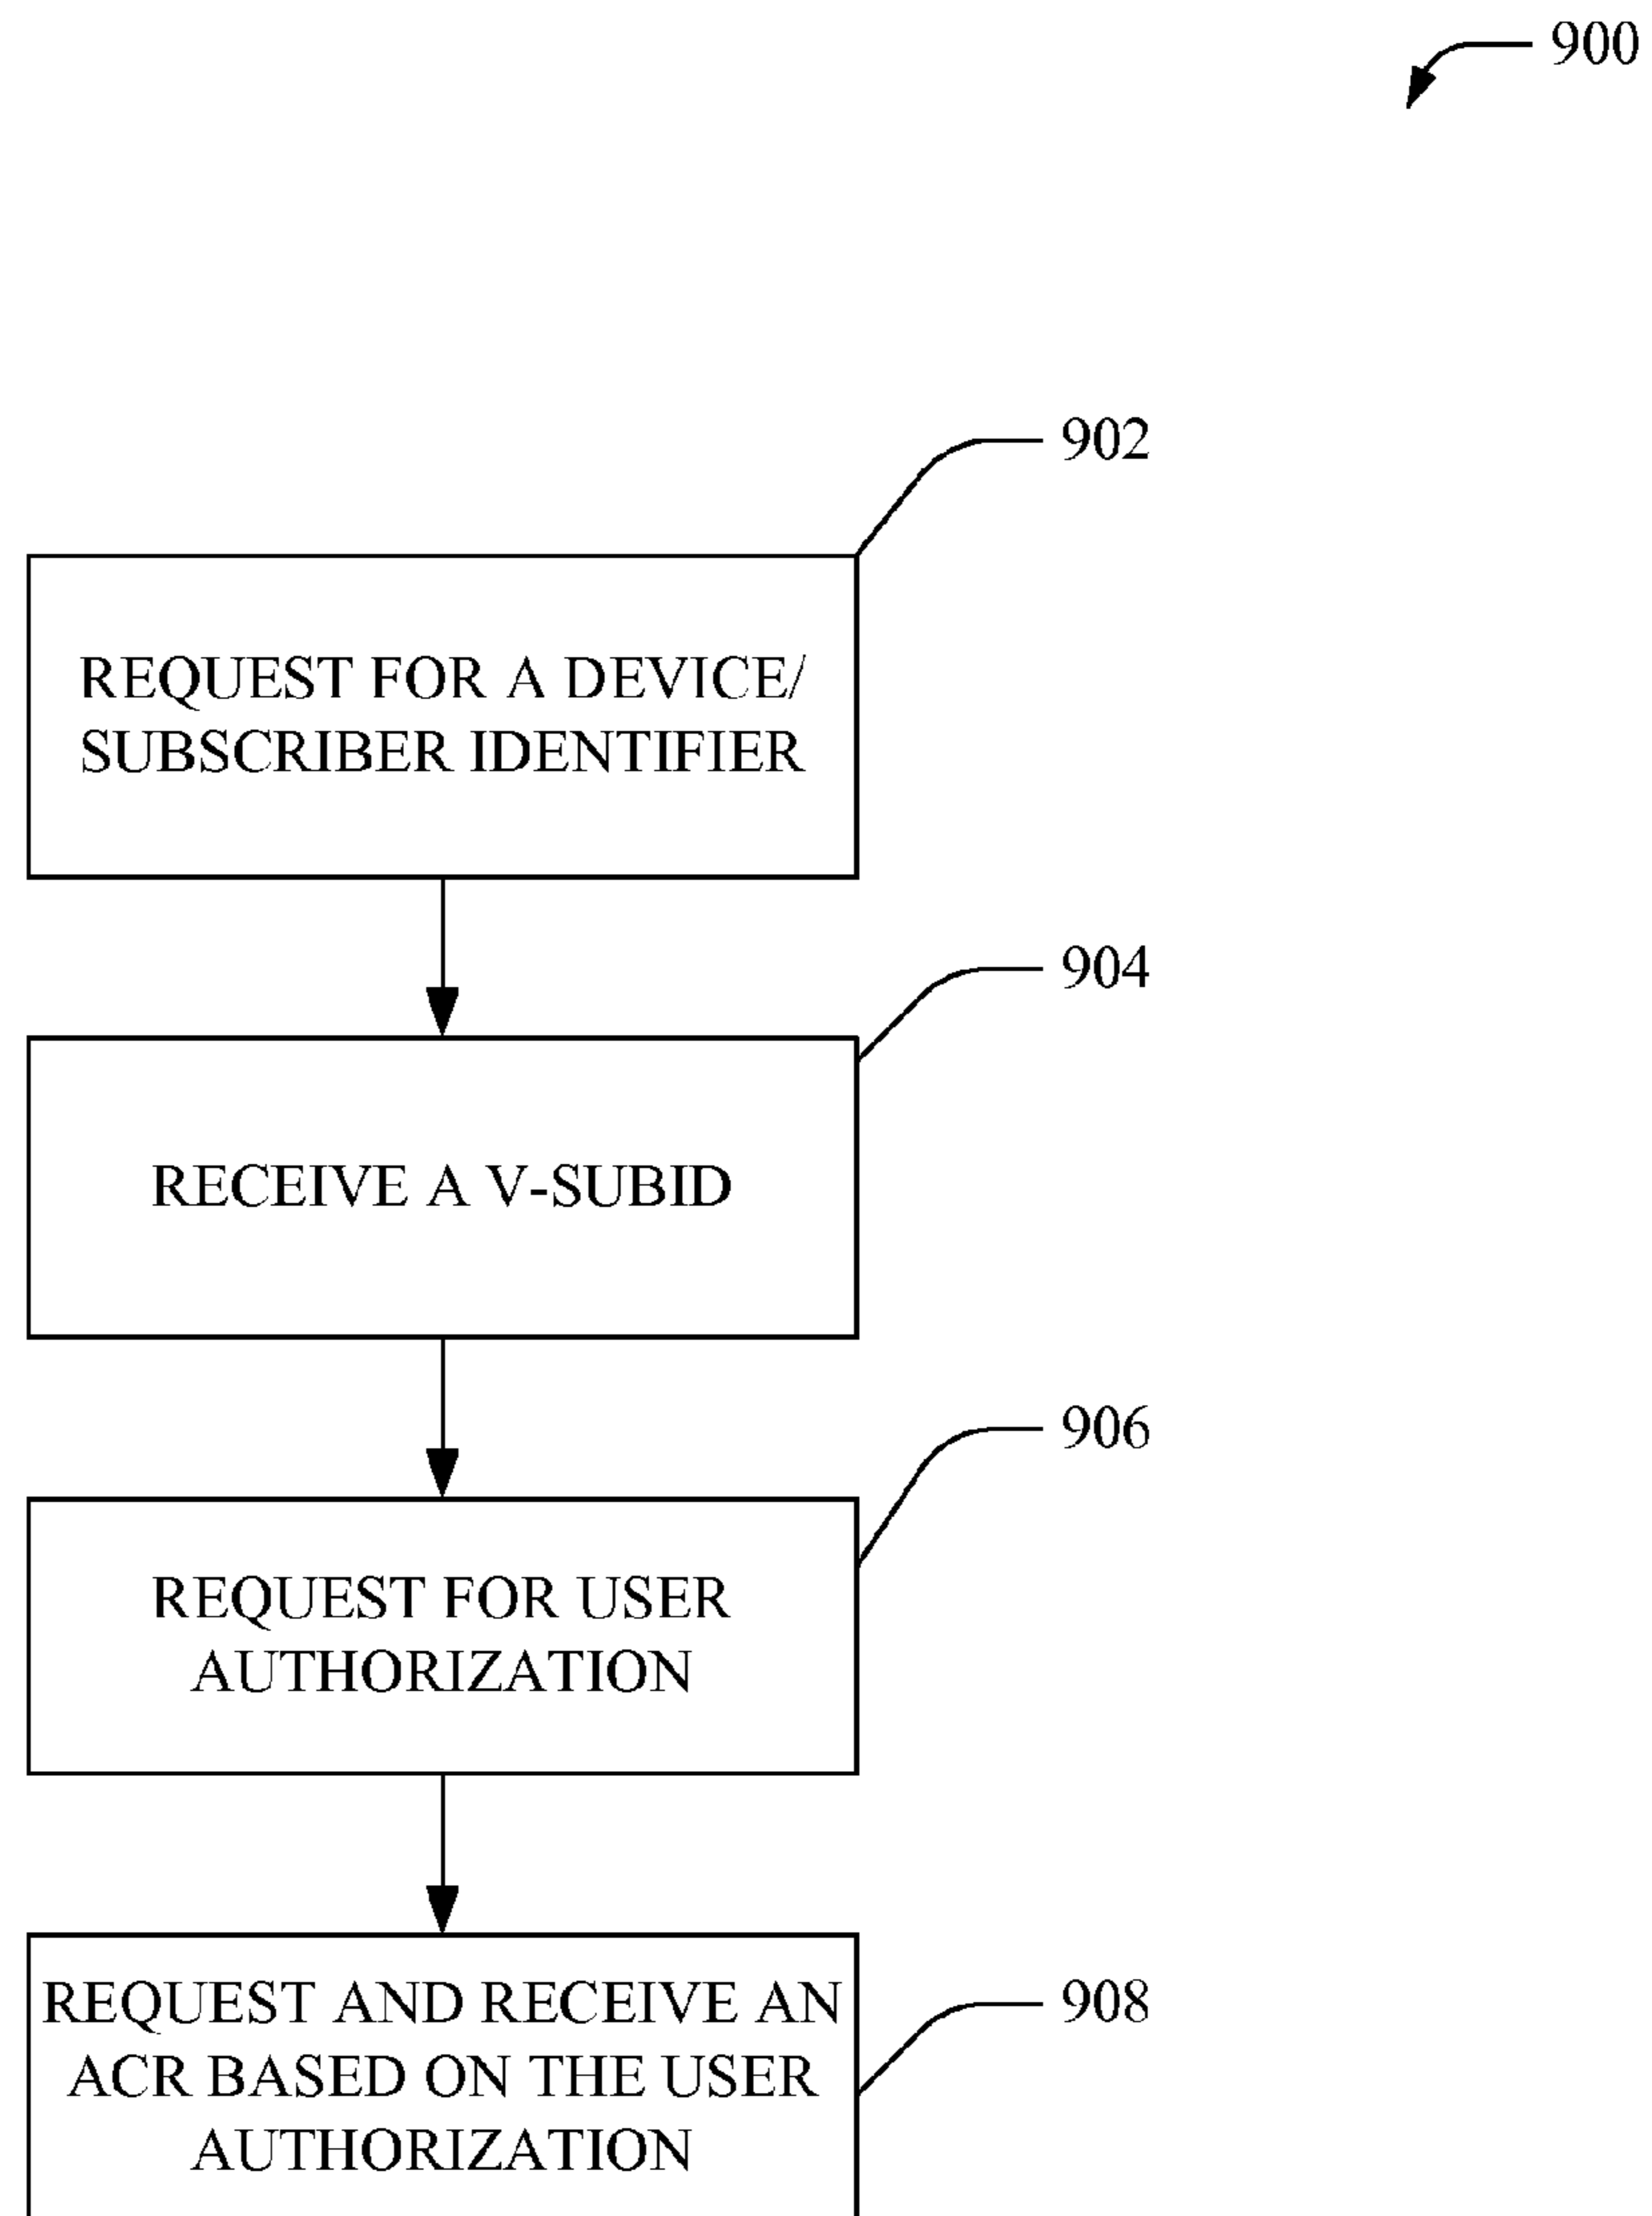 900
902
REQUEST FOR A DEVICE/
SUBSCRIBER IDENTIFIER
904
RECEIVE A V-SUBID
906
REQUEST FOR USER
AUTHORIZATION
908
REQUEST AND RECEIVE AN
ACR BASED ON THE USER
AUTHORIZATION